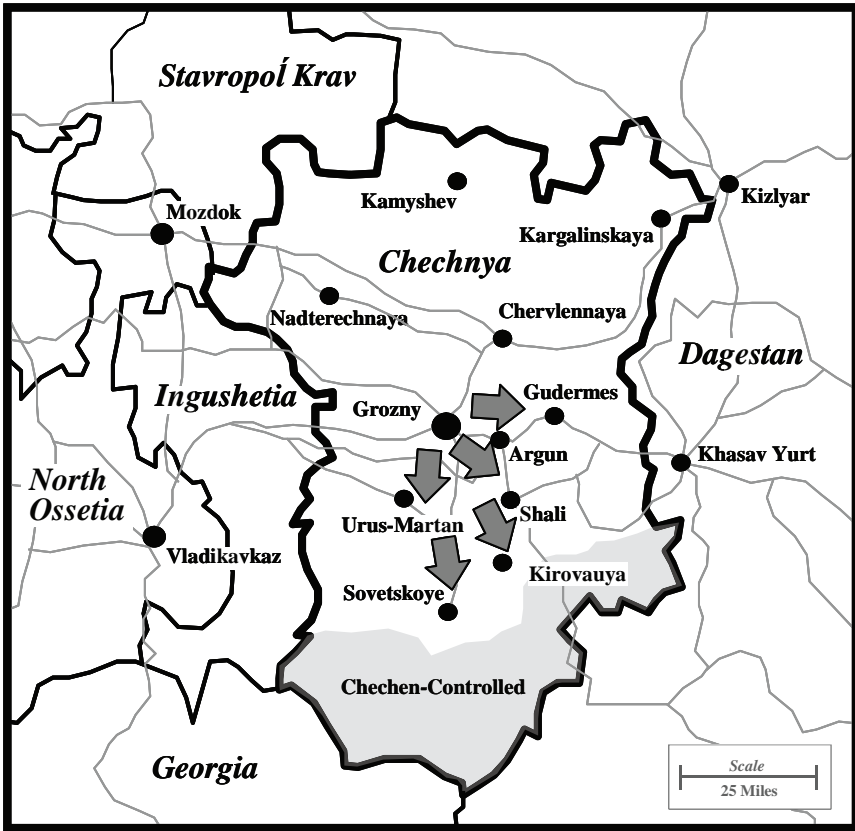 Stavropoĺ Krav
Kamyshev
Kizlyar
Mozdok
Kargalinskaya
Chechnya
Nadterechnaya
Chervlennaya
Dagestan
Ingushetia
Gudermes
Grozny
Argun
Khasav Yurt
North
Ossetia
Urus-Martan
Shali
Vladikavkaz
Kirovauya
Sovetskoye
Chechen-Controlled
Georgia
Scale
25 Miles